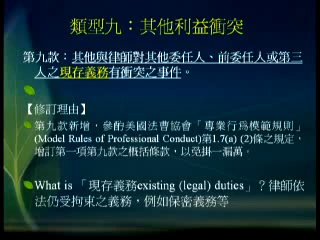 類型九：其他利益衝突
第九款：其他與律師對其他委任人、前委任人或第三
人之現存義務有衝突之事件。
【修訂理由】
第九款新增，參酌美國法曹協會「專業行為模範規則」
(Model Rules of Professional Conduct)第1.7(a) (2)條之規定，
增訂第一項第九款之概括條款，以免掛一漏萬。
What is 「現存義務existing (legal) duties」？律師依
法仍受拘束之義務，例如保密義務等